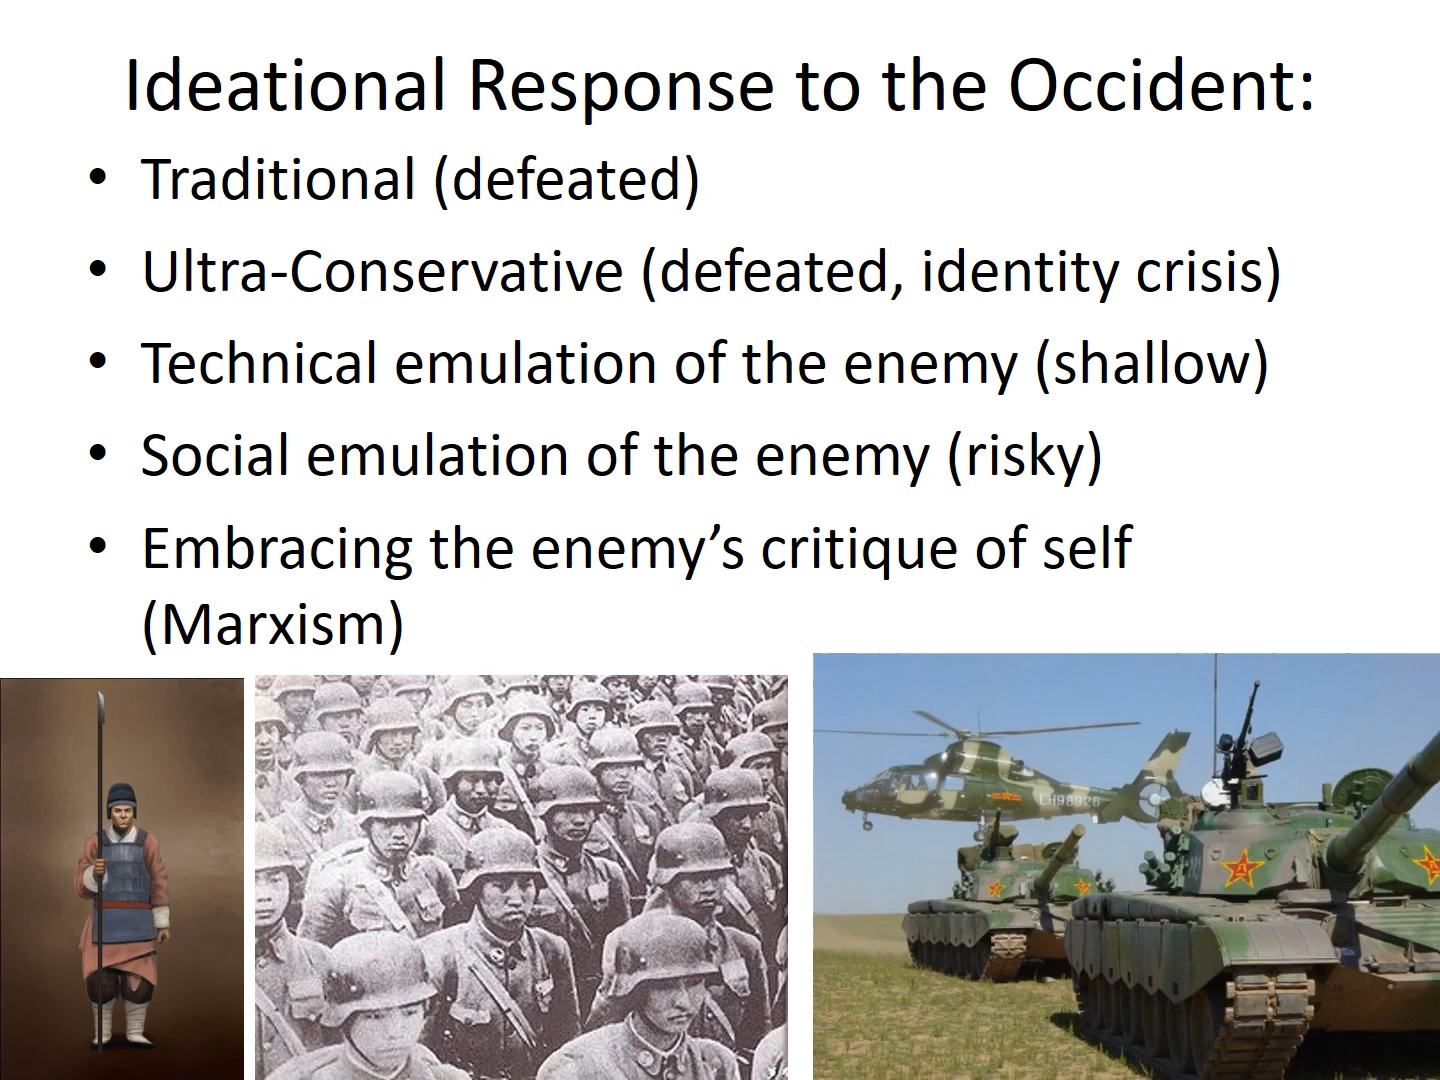 Ideational Response to the Occident:
• Traditional (defeated)
• Ultra-Conservative (defeated, identity crisis)
• Technical emulation of the enemy (shallow)
• Social emulation of the enemy (risky)
• Embracing the enemy’s critique of self
(Marxism)